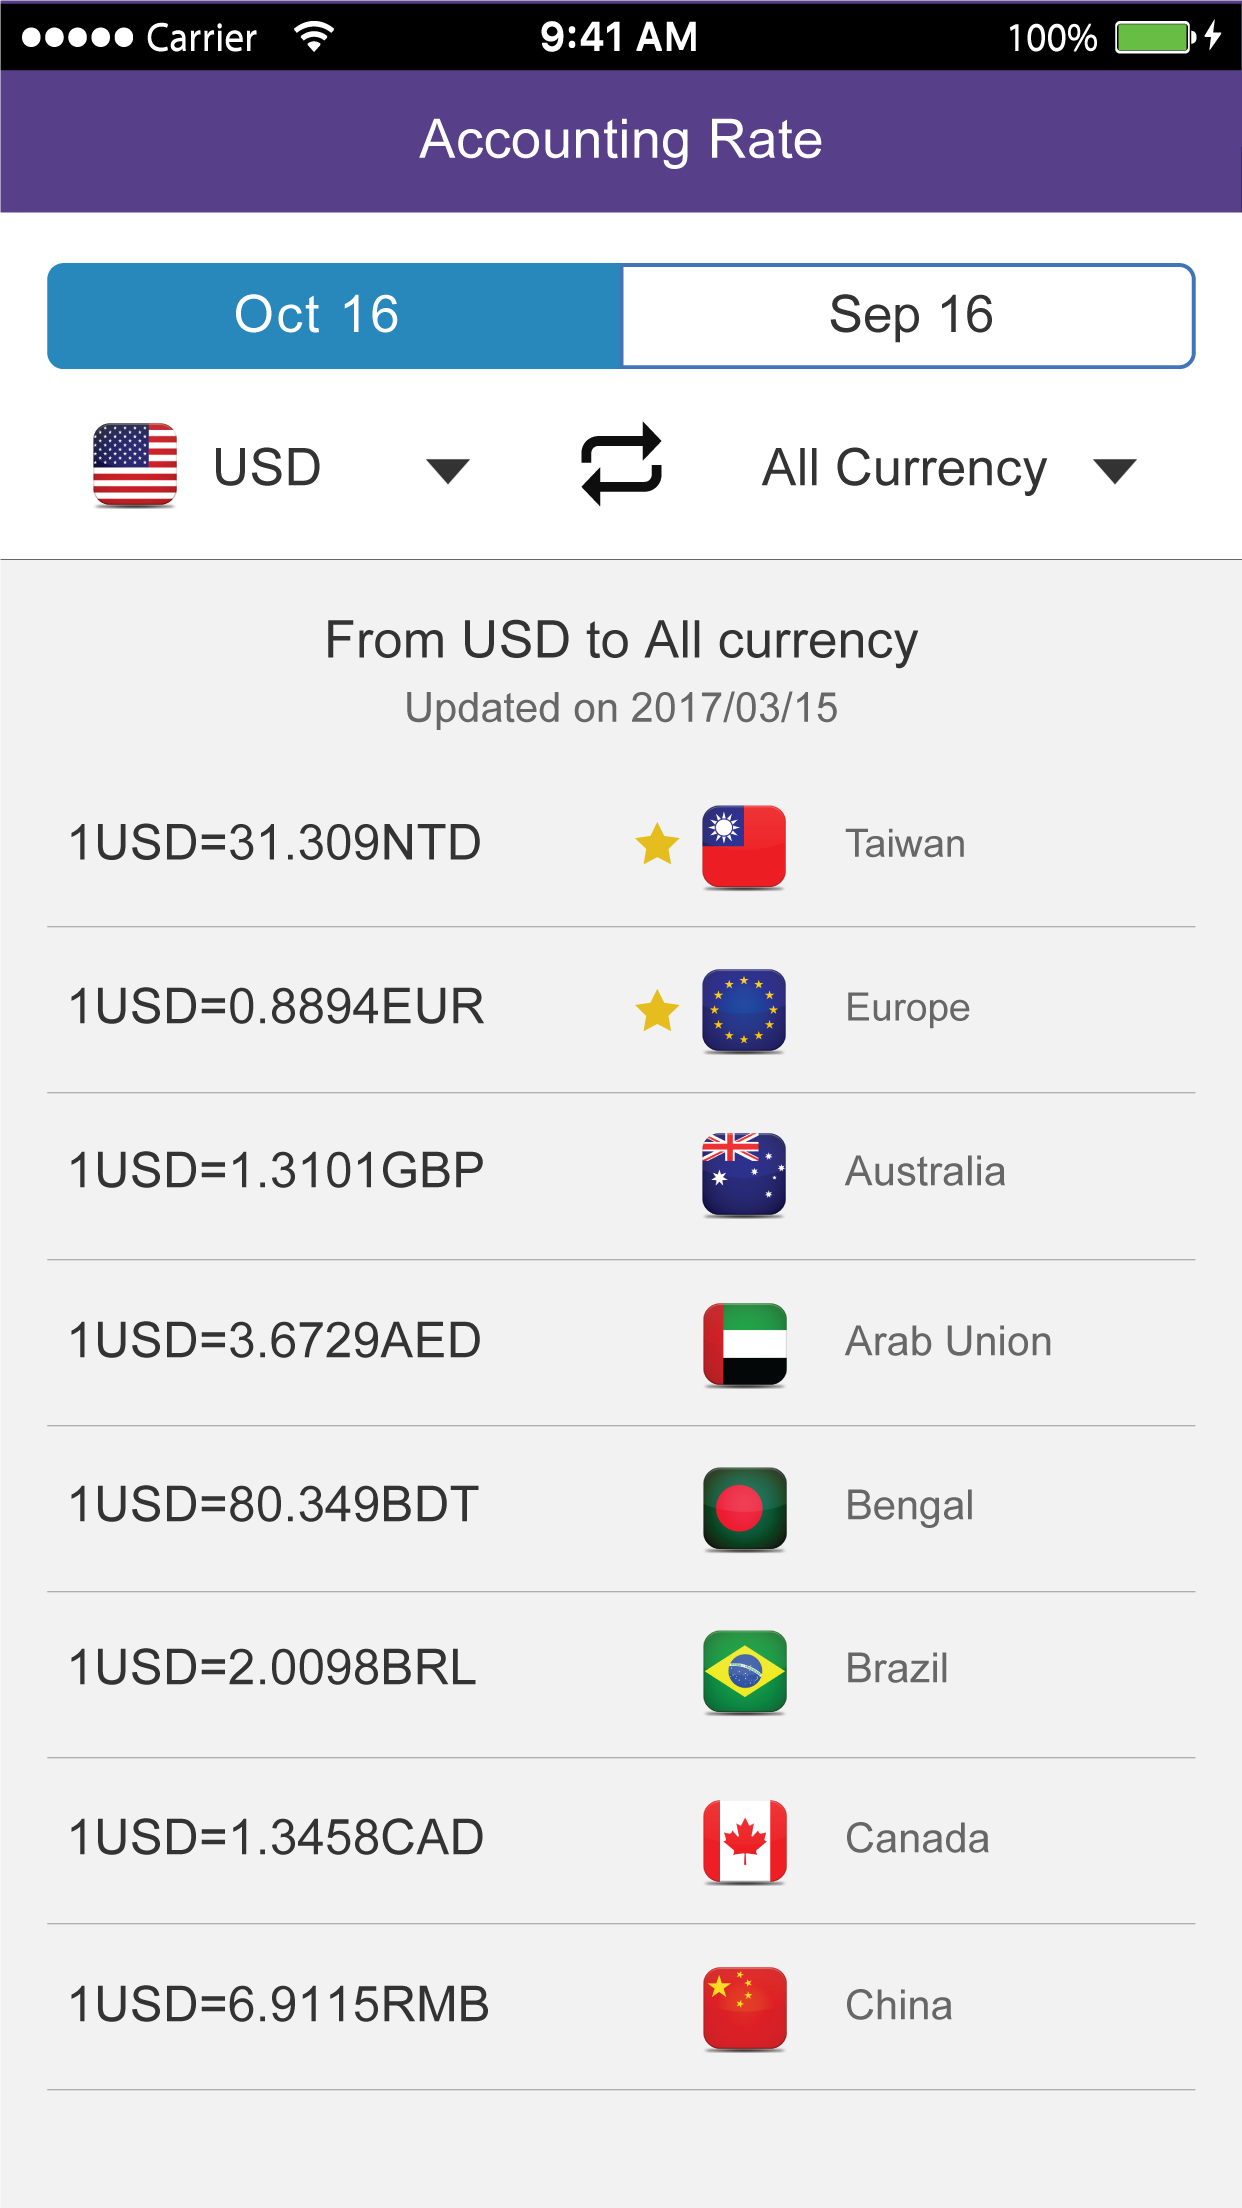 Carrier 9:41 AM 100%
Accounting Rate
Oct 16 Sep 16
USD All Currency
From USD to All currency
Updated on 2017/03/15
1USD=31.309NTD Taiwan
1USD=0.8894EUR Europe
1USD=1.3101GBP Australia
1USD=3.6729AED Arab Union
1USD=80.349BDT Bengal
1USD=2.0098BRL Brazil
1USD=1.3458CAD Canada
1USD=6.9115RMB China